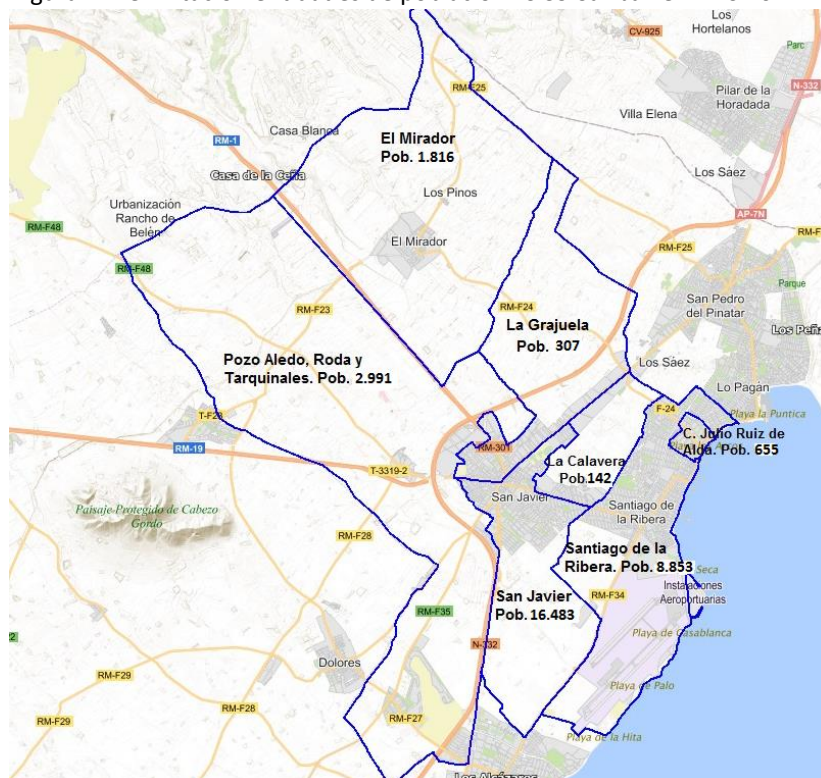 Los Hortelanos
CV-925
Parc
N-332
RM-F25
Pilar de la Horadada
Villa Elena
Casa Blanca
El Mirador
Pob. 1.816
RM-1
Casa de la Ceña
Los Sáez
Los Pinos
Urbanización
Rancho de
Belén
AP-7N
RM-F48
El Mirador
RM-F25
RM-F48
Parque
San Pedro
del Pinatar
RM-F23
RM-F24
La Grajuela
Pob. 307
Pozo Aledo, Roda y
Tarquinales. Pob. 2.991
Los Sáez
Lo Pagán
F-24
Playa la Puntica
RM-19
RM-301
C. Julio Ruiz de
Alda. Pob. 655
T-3319-2
La Calavera
Pob.142
San Javier
Santiago de
la Ribera
Paisaje Protegido de Cabezo
Gordo
RM-F28
Santiago de la
Ribera. Pob. 8.853
Seca
Instalaciones
Aeroportuarias
San Javier
Pob. 16.483
RM-F34
RM-F35
Playa de Casablanca
N-332
Dolores
RM-F29
RM-F28
Playa de Palo
RM-F29
RM-F27
Playa de la Hita
Los Alcázares